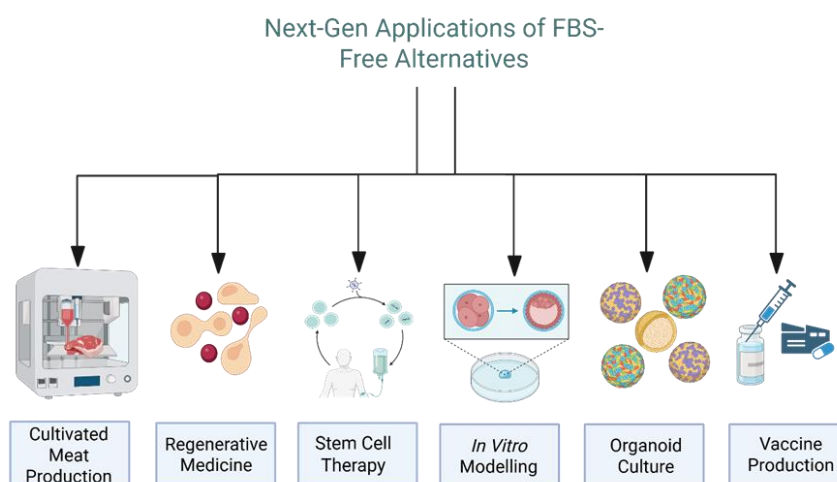 Next-Gen Applications of FBS-
Free Alternatives
Cultivated
Meat
Production
Regenerative
Medicine
Stem Cell
Therapy
In Vitro
Modelling
Organoid
Culture
Vaccine
Production